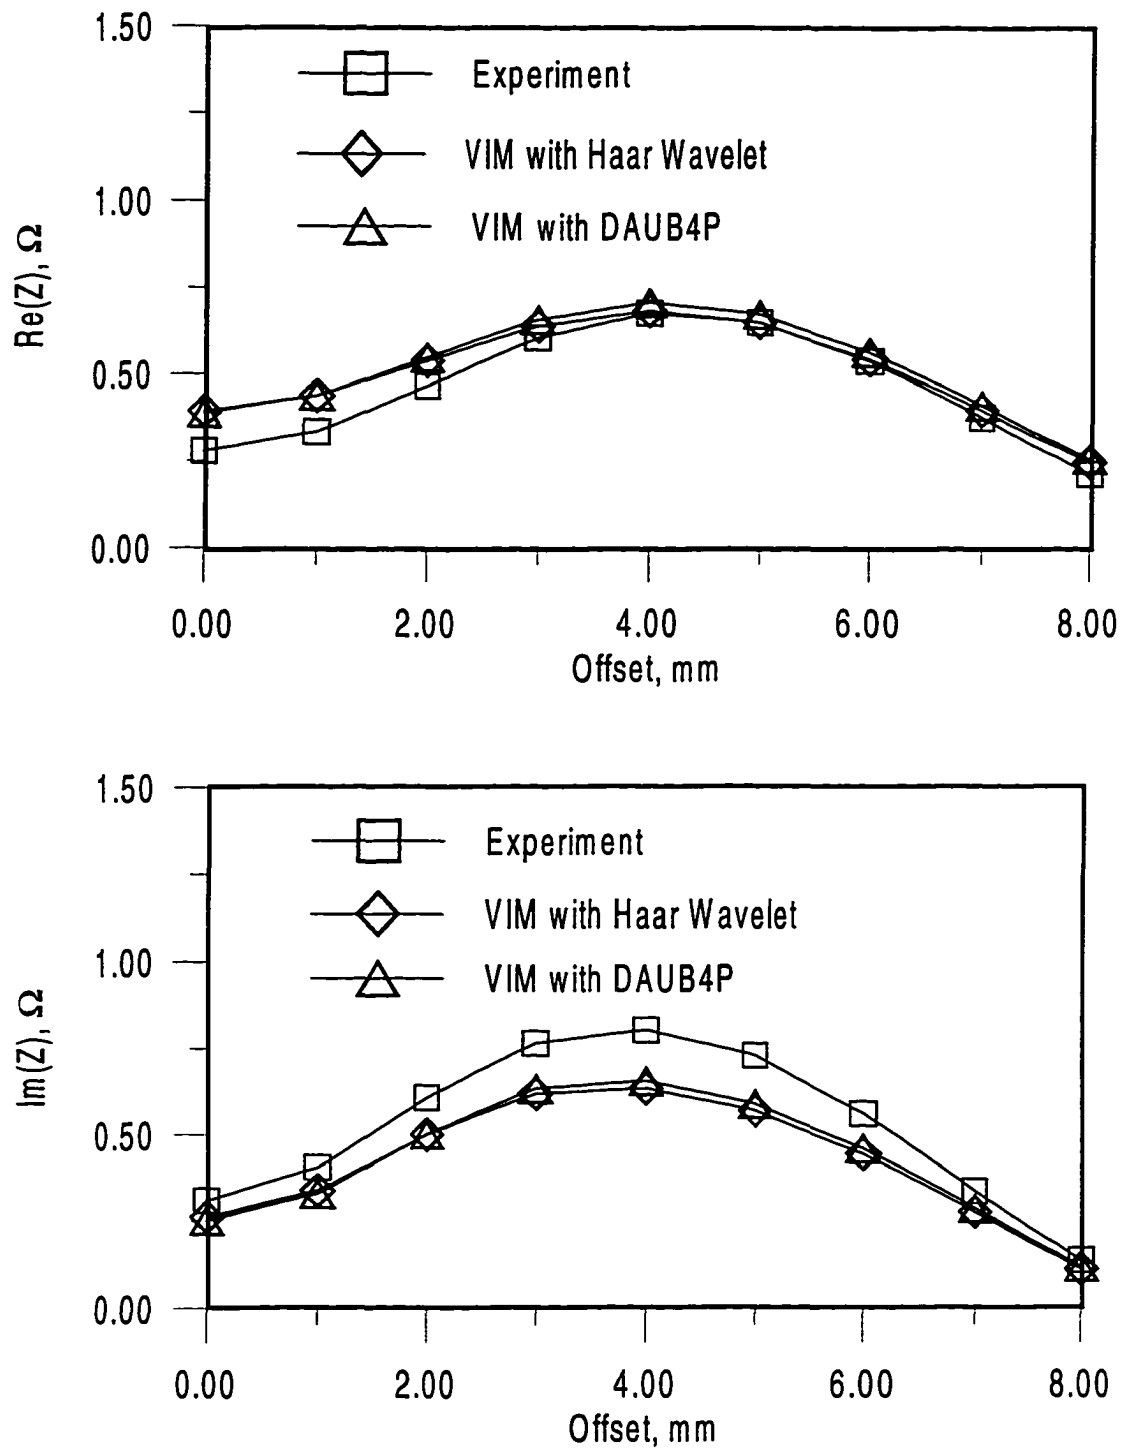 1.50
Experiment
VIM with Haar Wavelet
1.00
VIM with DAUB4P
Re(Z), Ω
0.50
0.00
0.00 2.00 4.00 6.00 8.00
Offset, mm
1.50
Experiment
VIM with Haar Wavelet
1.00
VIM with DAUB4P
Im(Z), Ω
0.50
0.00
0.00 2.00 4.00 6.00 8.00
Offset, mm